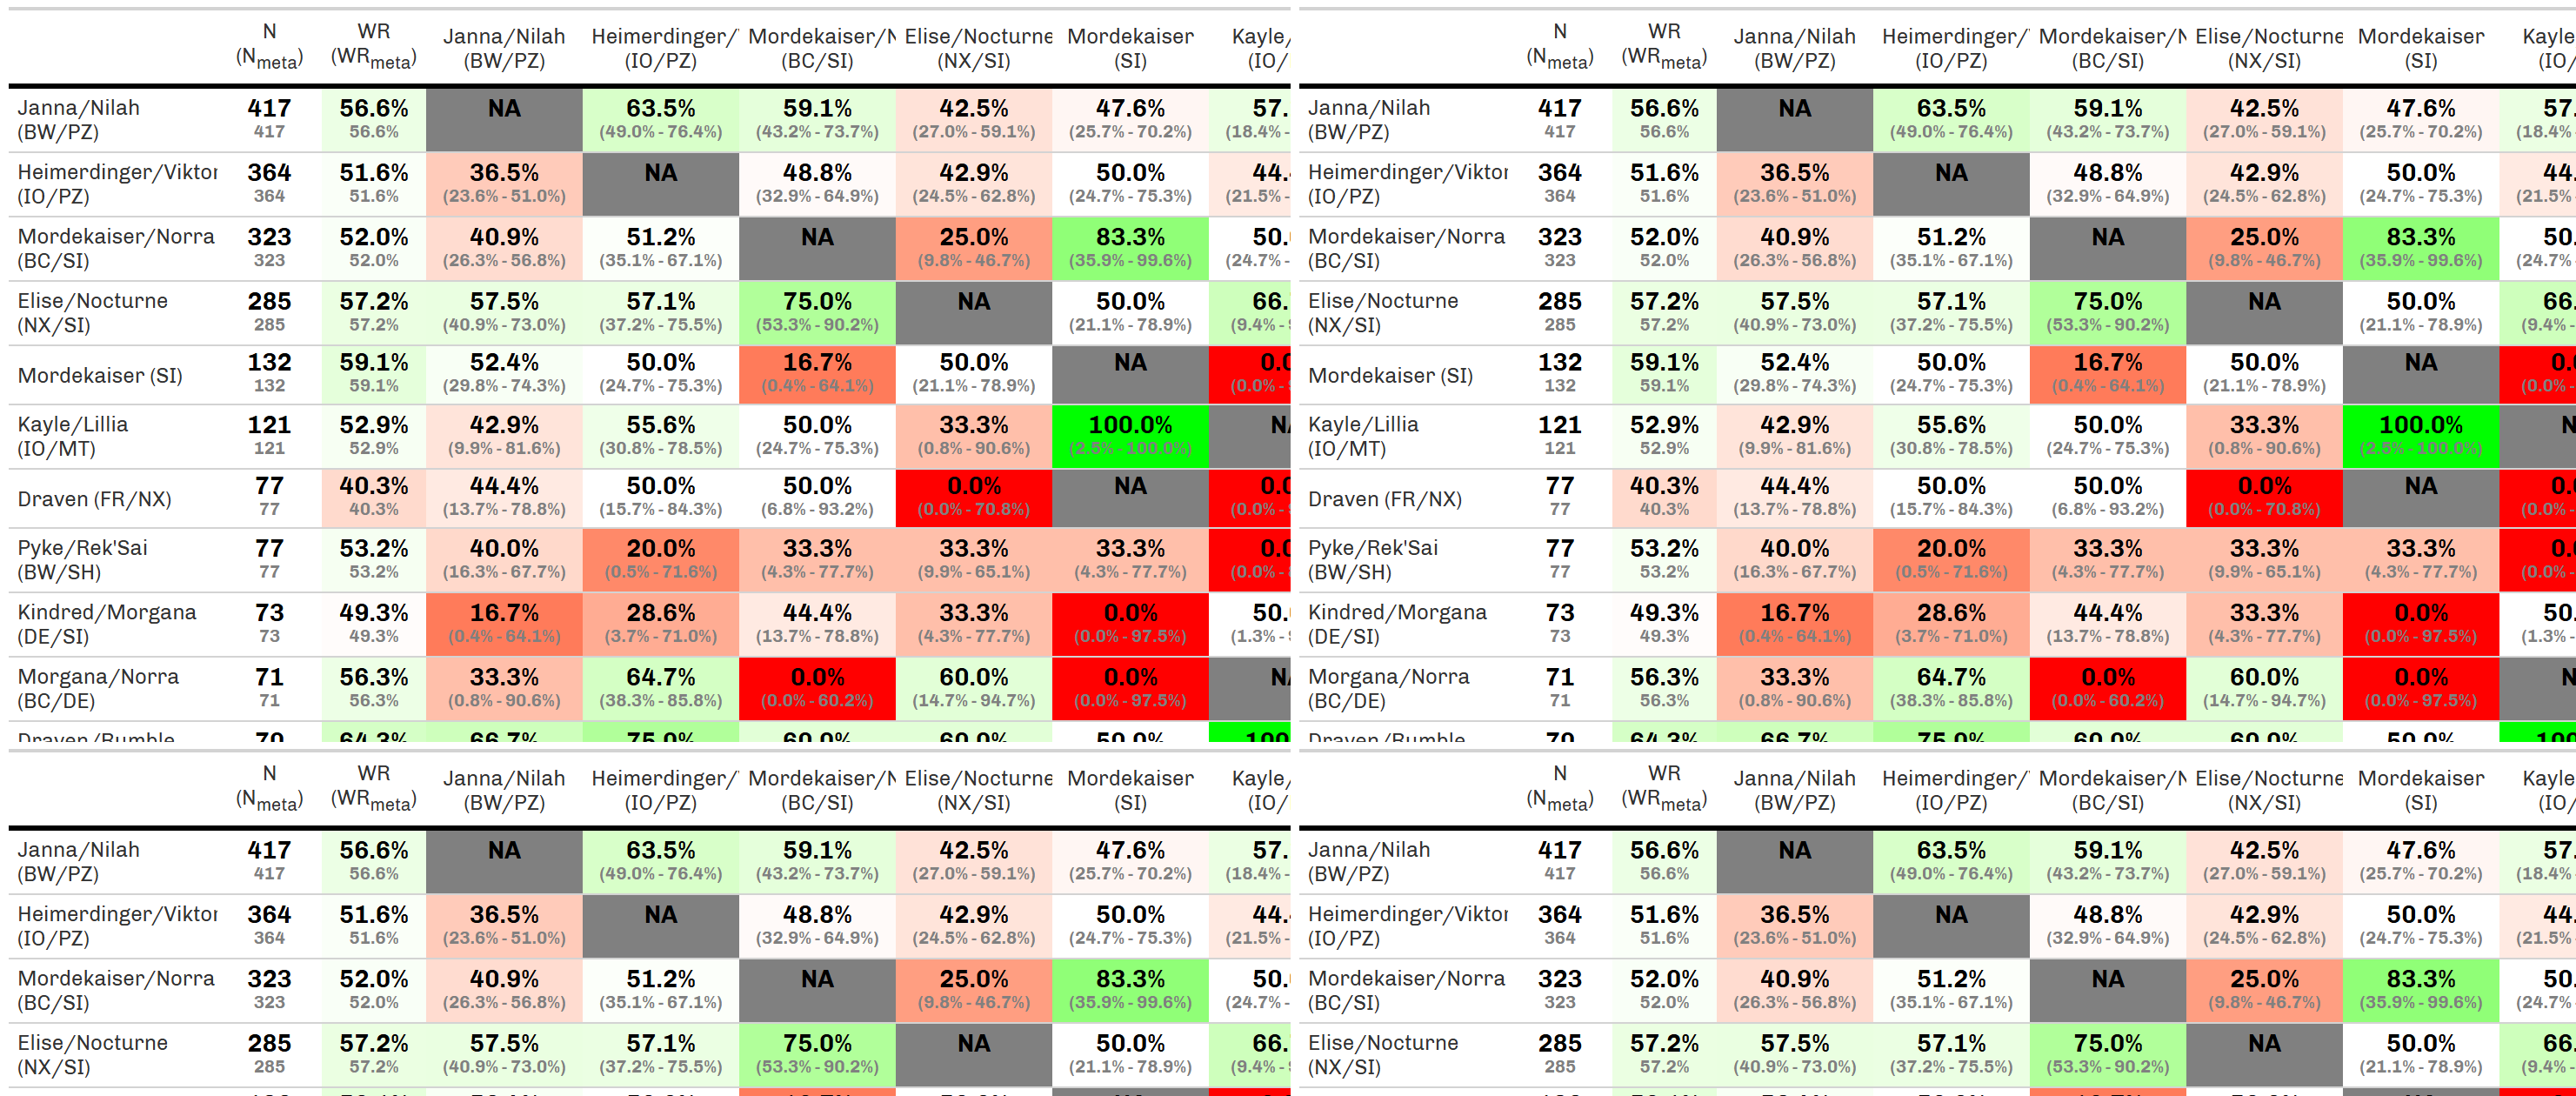 N WR Janna/Nilah Heimerdinger/ Mordekaiser/N Elise/Nocturne Mordekaiser Kayle/
(Nmeta) (WRmeta) (BW/PZ) (IO/PZ) (BC/SI) (NX/SI) (SI) (IO/
Janna/Nilah 417 56.6% NA 63.5% 59.1% 42.5% 47.6% 57.
(BW/PZ) 417 56.6% (49.0% - 76.4%) (43.2% - 73.7%) (27.0% - 59.1%) (25.7% - 70.2%) (18.4% -
Heimerdinger/Viktor 364 51.6% 36.5% NA 48.8% 42.9% 50.0% 44.
(IO/PZ) 364 51.6% (23.6% - 51.0%) (32.9% - 64.9%) (24.5% - 62.8%) (24.7% - 75.3%) (21.5% -
Mordekaiser/Norra 323 52.0% 40.9% 51.2% NA 25.0% 83.3% 50.
(BC/SI) 323 52.0% (26.3% - 56.8%) (35.1% - 67.1%) (9.8% - 46.7%) (35.9% - 99.6%) (24.7% -
Elise/Nocturne 285 57.2% 57.5% 57.1% 75.0% NA 50.0% 66.
(NX/SI) 285 57.2% (40.9% - 73.0%) (37.2% - 75.5%) (53.3% - 90.2%) (21.1% - 78.9%) (9.4% -
Mordekaiser (SI) 132 59.1% 52.4% 50.0% 16.7% 50.0% NA 0.0
132 59.1% (29.8% - 74.3%) (24.7% - 75.3%) (0.4% - 64.1%) (21.1% - 78.9%) (0.0% -
Kayle/Lillia 121 52.9% 42.9% 55.6% 50.0% 33.3% 100.0% NA
(IO/MT) 121 52.9% (9.9% - 81.6%) (30.8% - 78.5%) (24.7% - 75.3%) (0.8% - 90.6%) (2.5% - 100.0%)
Draven (FR/NX) 77 40.3% 44.4% 50.0% 50.0% 0.0% NA 0.0
77 40.3% (13.7% - 78.8%) (15.7% - 84.3%) (6.8% - 93.2%) (0.0% - 70.8%) (0.0% -
Pyke/Rek'Sai 77 53.2% 40.0% 20.0% 33.3% 33.3% 33.3% 0.0
(BW/SH) 77 53.2% (16.3% - 67.7%) (0.5% - 71.6%) (4.3% - 77.7%) (9.9% - 65.1%) (4.3% - 77.7%) (0.0% -
Kindred/Morgana 73 49.3% 16.7% 28.6% 44.4% 33.3% 0.0% 50.
(DE/SI) 73 49.3% (0.4% - 64.1%) (3.7% - 71.0%) (13.7% - 78.8%) (4.3% - 77.7%) (0.0% - 97.5%) (1.3% -
Morgana/Norra 71 56.3% 33.3% 64.7% 0.0% 60.0% 0.0% NA
(BC/DE) 71 56.3% (0.8% - 90.6%) (38.3% - 85.8%) (0.0% - 60.2%) (14.7% - 94.7%) (0.0% - 97.5%)
Draven/Rumble 70 64.3% 66.7% 75.0% 60.0% 60.0% 50.0% 100
N WR Janna/Nilah Heimerdinger/ Mordekaiser/N Elise/Nocturne Mordekaiser Kayle
(Nmeta) (WRmeta) (BW/PZ) (IO/PZ) (BC/SI) (NX/SI) (SI) (IO/
Janna/Nilah 417 56.6% NA 63.5% 59.1% 42.5% 47.6% 57.
(BW/PZ) 417 56.6% (49.0% - 76.4%) (43.2% - 73.7%) (27.0% - 59.1%) (25.7% - 70.2%) (18.4% -
Heimerdinger/Viktor 364 51.6% 36.5% NA 48.8% 42.9% 50.0% 44.
(IO/PZ) 364 51.6% (23.6% - 51.0%) (32.9% - 64.9%) (24.5% - 62.8%) (24.7% - 75.3%) (21.5% -
Mordekaiser/Norra 323 52.0% 40.9% 51.2% NA 25.0% 83.3% 50.
(BC/SI) 323 52.0% (26.3% - 56.8%) (35.1% - 67.1%) (9.8% - 46.7%) (35.9% - 99.6%) (24.7%
Elise/Nocturne 285 57.2% 57.5% 57.1% 75.0% NA 50.0% 66.
(NX/SI) 285 57.2% (40.9% - 73.0%) (37.2% - 75.5%) (53.3% - 90.2%) (21.1% - 78.9%) (9.4% -
Mordekaiser (SI) 132 59.1% 52.4% 50.0% 16.7% 50.0% NA 0.
132 59.1% (29.8% - 74.3%) (24.7% - 75.3%) (0.4% - 64.1%) (21.1% - 78.9%) (0.0% -
Kayle/Lillia 121 52.9% 42.9% 55.6% 50.0% 33.3% 100.0% N
(IO/MT) 121 52.9% (9.9% - 81.6%) (30.8% - 78.5%) (24.7% - 75.3%) (0.8% - 90.6%) (2.5% - 100.0%)
Draven (FR/NX) 77 40.3% 44.4% 50.0% 50.0% 0.0% NA 0.
77 40.3% (13.7% - 78.8%) (15.7% - 84.3%) (6.8% - 93.2%) (0.0% - 70.8%) (0.0% -
Pyke/Rek'Sai 77 53.2% 40.0% 20.0% 33.3% 33.3% 33.3% 0.
(BW/SH) 77 53.2% (16.3% - 67.7%) (0.5% - 71.6%) (4.3% - 77.7%) (9.9% - 65.1%) (4.3% - 77.7%) (0.0% -
Kindred/Morgana 73 49.3% 16.7% 28.6% 44.4% 33.3% 0.0% 50.
(DE/SI) 73 49.3% (0.4% - 64.1%) (3.7% - 71.0%) (13.7% - 78.8%) (4.3% - 77.7%) (0.0% - 97.5%) (1.3% -
Morgana/Norra 71 56.3% 33.3% 64.7% 0.0% 60.0% 0.0% N
(BC/DE) 71 56.3% (0.8% - 90.6%) (38.3% - 85.8%) (0.0% - 60.2%) (14.7% - 94.7%) (0.0% - 97.5%)
Draven/Rumble 70 64.3% 66.7% 75.0% 60.0% 60.0% 50.0% 100
N WR Janna/Nilah Heimerdinger/ Mordekaiser/N Elise/Nocturne Mordekaiser Kayle/
(Nmeta) (WRmeta) (BW/PZ) (IO/PZ) (BC/SI) (NX/SI) (SI) (IO/
Janna/Nilah 417 56.6% NA 63.5% 59.1% 42.5% 47.6% 57.
(BW/PZ) 417 56.6% (49.0% - 76.4%) (43.2% - 73.7%) (27.0% - 59.1%) (25.7% - 70.2%) (18.4% -
Heimerdinger/Viktor 364 51.6% 36.5% NA 48.8% 42.9% 50.0% 44.
(IO/PZ) 364 51.6% (23.6% - 51.0%) (32.9% - 64.9%) (24.5% - 62.8%) (24.7% - 75.3%) (21.5% -
Mordekaiser/Norra 323 52.0% 40.9% 51.2% NA 25.0% 83.3% 50.
(BC/SI) 323 52.0% (26.3% - 56.8%) (35.1% - 67.1%) (9.8% - 46.7%) (35.9% - 99.6%) (24.7% -
Elise/Nocturne 285 57.2% 57.5% 57.1% 75.0% NA 50.0% 66.
(NX/SI) 285 57.2% (40.9% - 73.0%) (37.2% - 75.5%) (53.3% - 90.2%) (21.1% - 78.9%) (9.4% -
N WR Janna/Nilah Heimerdinger/ Mordekaiser/N Elise/Nocturne Mordekaiser Kayle
(Nmeta) (WRmeta) (BW/PZ) (IO/PZ) (BC/SI) (NX/SI) (SI) (IO/
Janna/Nilah 417 56.6% NA 63.5% 59.1% 42.5% 47.6% 57.
(BW/PZ) 417 56.6% (49.0% - 76.4%) (43.2% - 73.7%) (27.0% - 59.1%) (25.7% - 70.2%) (18.4% -
Heimerdinger/Viktor 364 51.6% 36.5% NA 48.8% 42.9% 50.0% 44.
(IO/PZ) 364 51.6% (23.6% - 51.0%) (32.9% - 64.9%) (24.5% - 62.8%) (24.7% - 75.3%) (21.5% -
Mordekaiser/Norra 323 52.0% 40.9% 51.2% NA 25.0% 83.3% 50.
(BC/SI) 323 52.0% (26.3% - 56.8%) (35.1% - 67.1%) (9.8% - 46.7%) (35.9% - 99.6%) (24.7%
Elise/Nocturne 285 57.2% 57.5% 57.1% 75.0% NA 50.0% 66.
(NX/SI) 285 57.2% (40.9% - 73.0%) (37.2% - 75.5%) (53.3% - 90.2%) (21.1% - 78.9%) (9.4% -